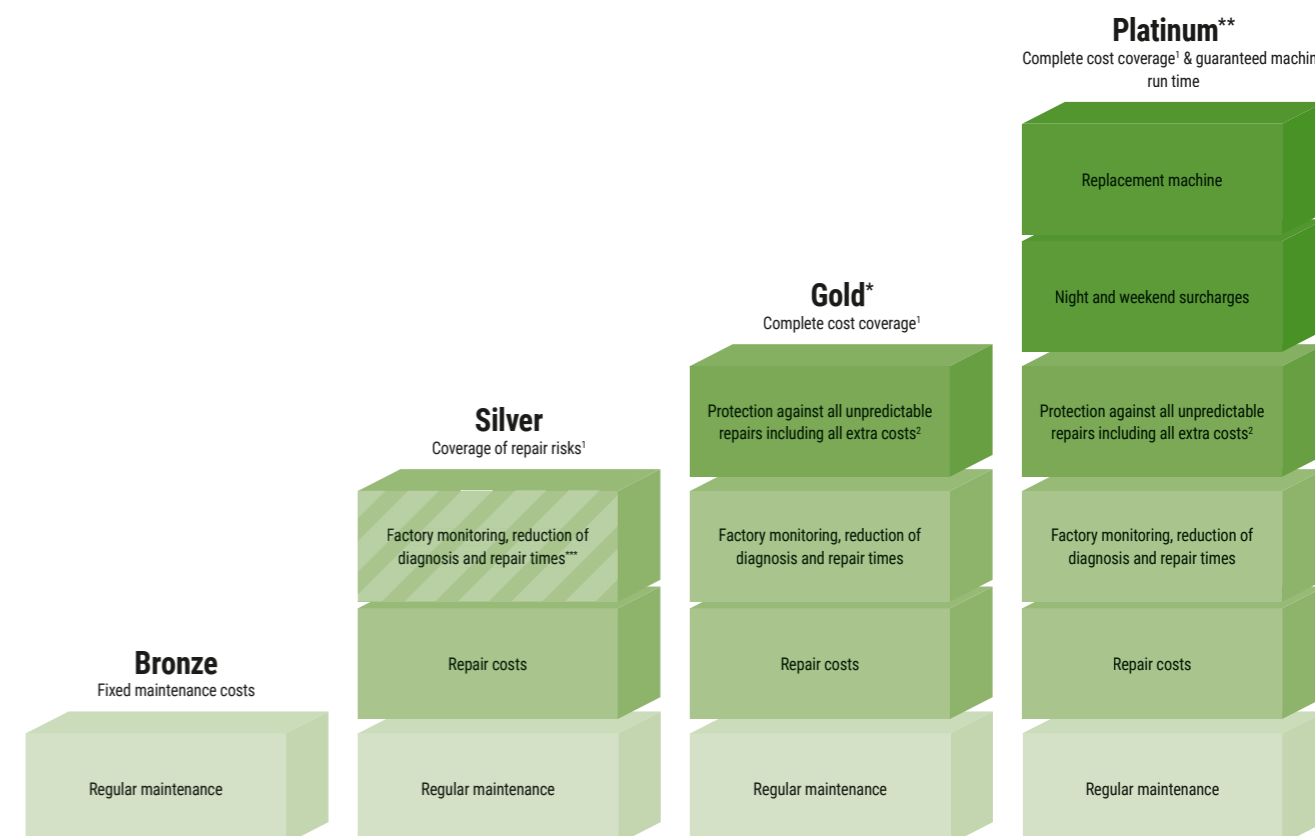 Platinum**
Complete cost coverage¹ & guaranteed machin
run time
Replacement machine
Night and weekend surcharges
Gold*
Complete cost coverage¹
Protection against all unpredictable
repairs including all extra costs²
Protection against all unpredictable
repairs including all extra costs²
Silver
Coverage of repair risks¹
Factory monitoring, reduction of
diagnosis and repair times***
Factory monitoring, reduction of
diagnosis and repair times
Factory monitoring, reduction of
diagnosis and repair times
Bronze
Fixed maintenance costs
Repair costs
Repair costs
Repair costs
Regular maintenance
Regular maintenance
Regular maintenance
Regular maintenance